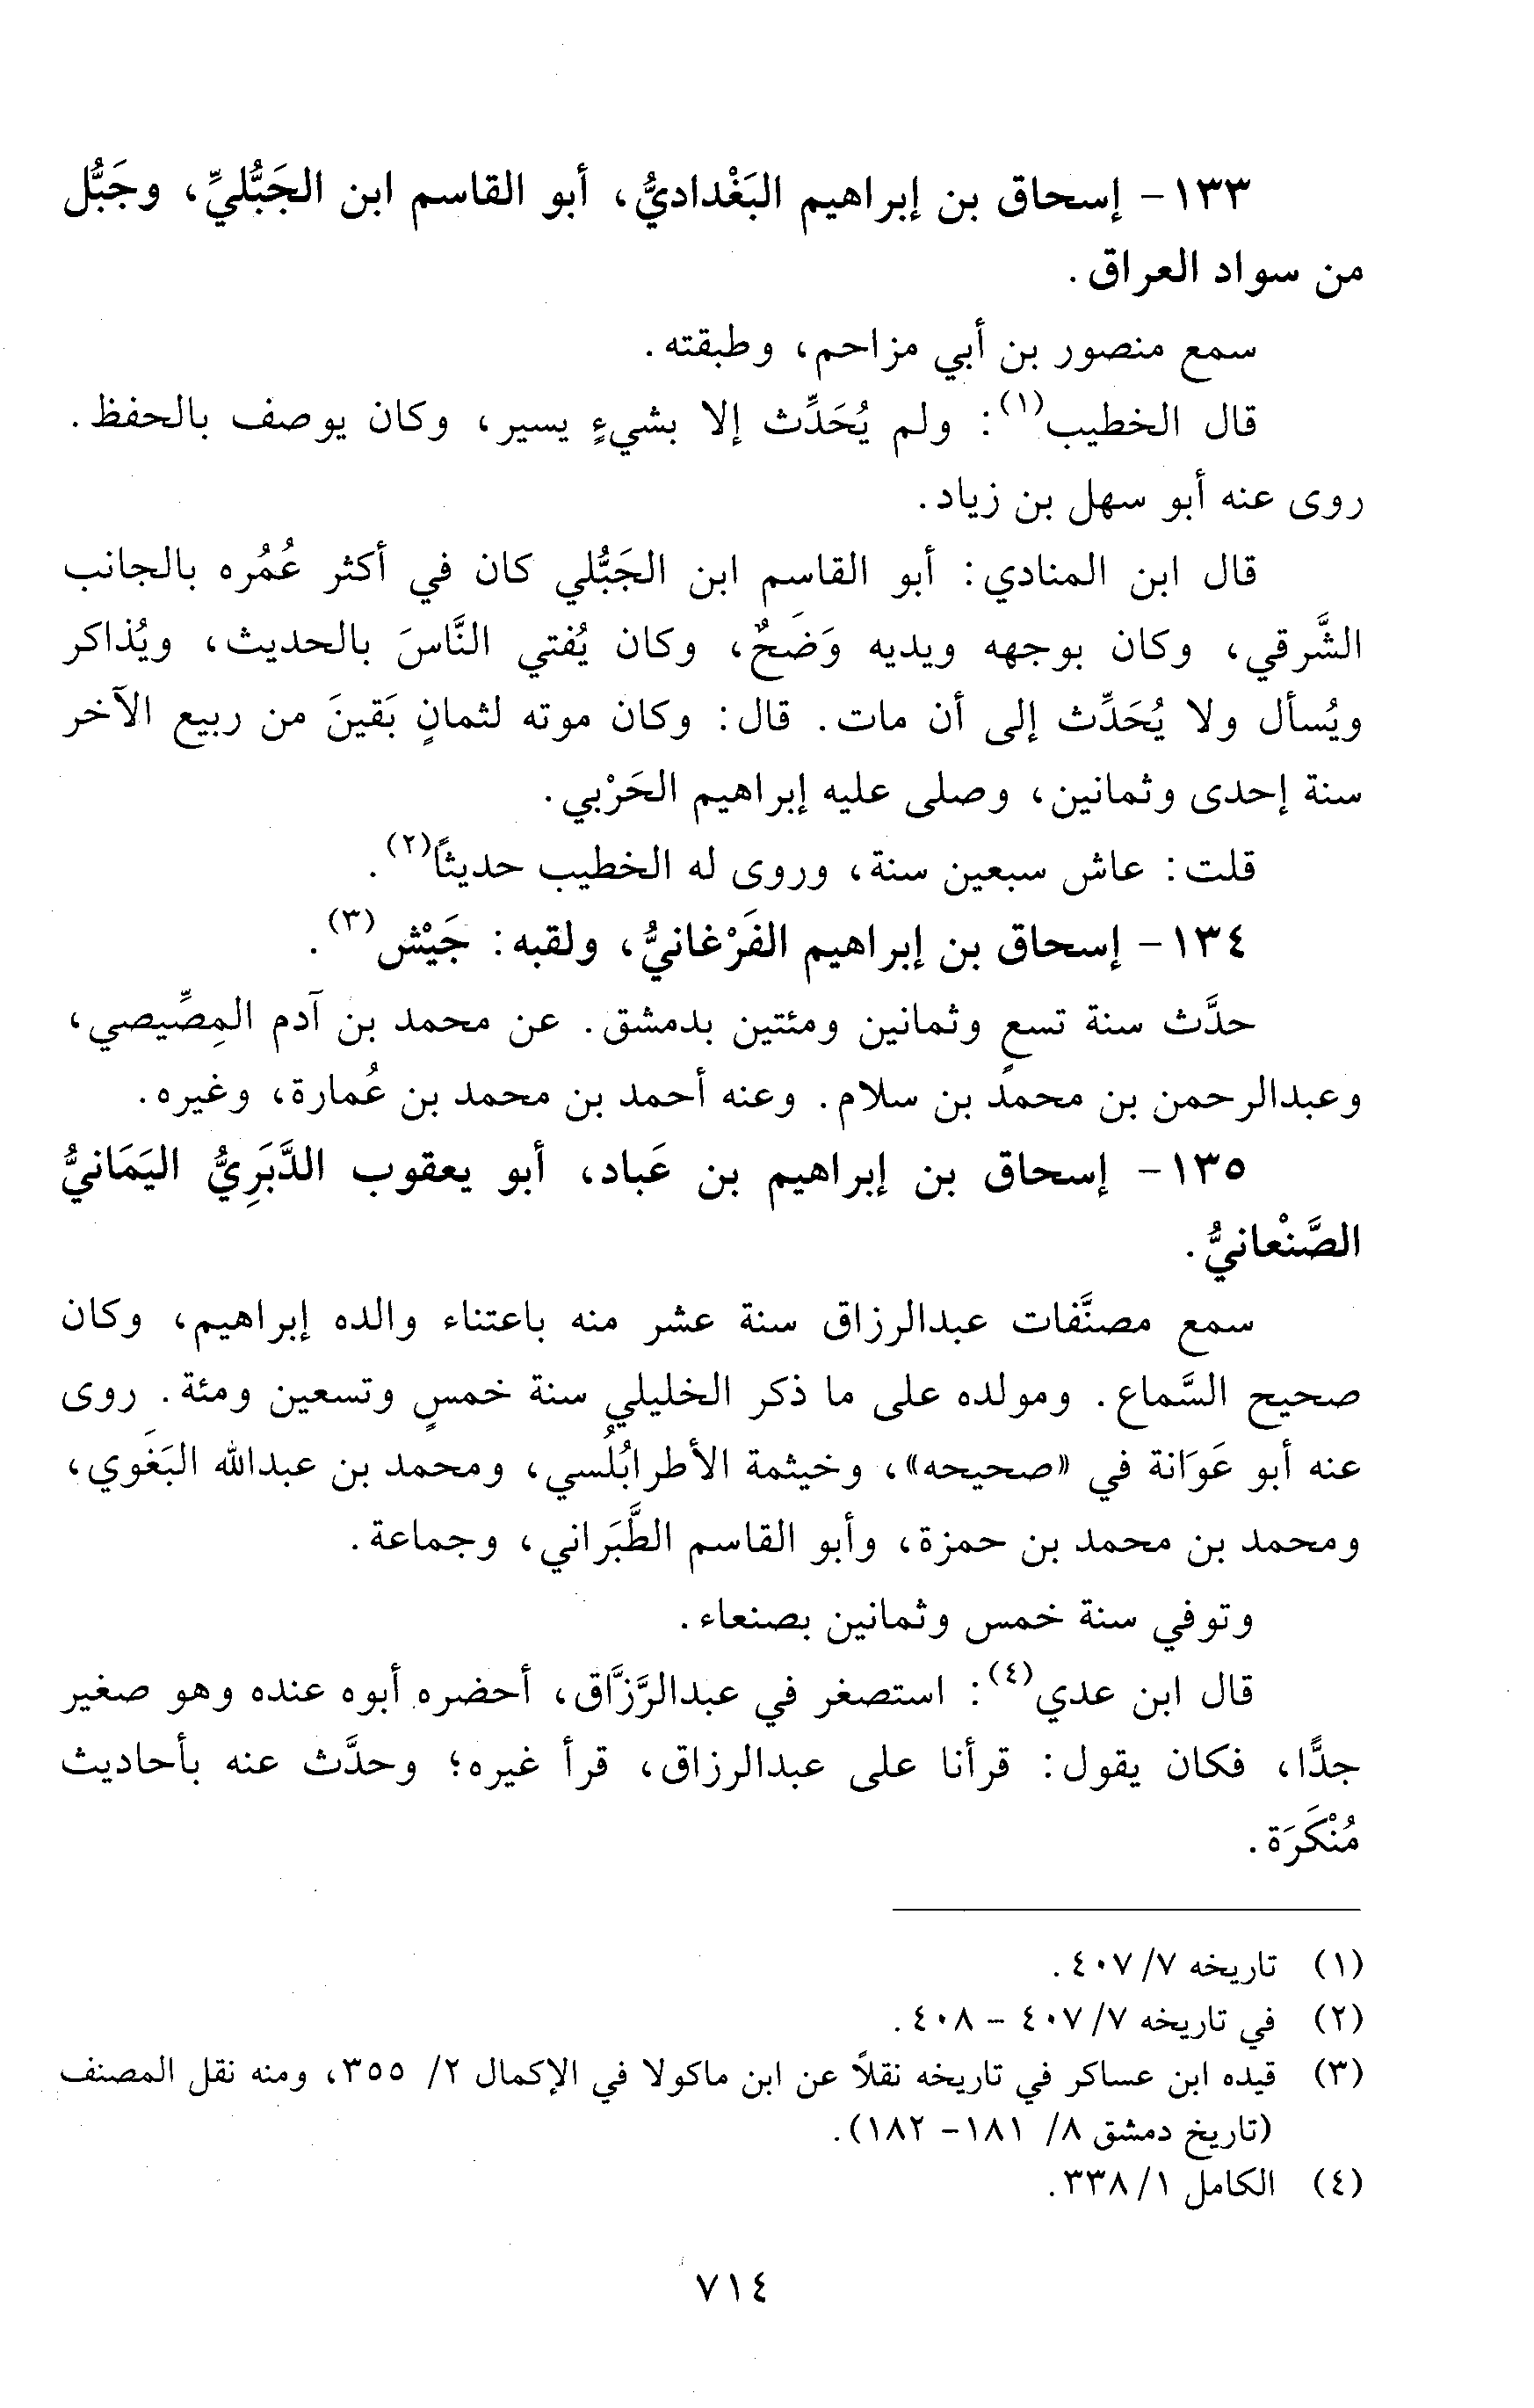 ١٣٣ - إسحاق بن إبراهيم البَغْداديُّ، أبو القاسم ابن الجَبُّليِّ، وجَبُّل
من سواد العراق.
سمع منصور بن أبي مزاحم، وطبقته.
قال الخطيب(١): ولم يُحَدِّث إلا بشيءٍ يسير، وكان يوصف بالحفظ.
روى عنه أبو سهل بن زياد.
قال ابن المنادي: أبو القاسم ابن الجَبُّلي كان في أكثر عُمُره بالجانب
الشَّرقي، وكان بوجهه ويديه وَضَحٌ، وكان يُفتي النَّاسَ بالحديث، ويُذاكر
ويُسأل ولا يُحَدِّث إلى أن مات. قال: وكان موته لثمانٍ بَقينَ من ربيع الآخر
سنة إحدى وثمانين، وصلى عليه إبراهيم الحَرْبي.
قلت: عاش سبعين سنة، وروى له الخطيب حديثاً(٢).
١٣٤ - إسحاق بن إبراهيم الفَرْغانيُّ، ولقبه: جَيْش(٣).
حدَّث سنة تسعٍ وثمانين ومئتين بدمشق. عن محمد بن آدم المِصِّيصي،
وعبدالرحمن بن محمد بن سلام. وعنه أحمد بن محمد بن عُمارة، وغيره.
١٣٥ - إسحاق بن إبراهيم بن عَباد، أبو يعقوب الدَّبَرِيُّ اليَمَانيُّ
الصَّنْعانيُّ.
سمع مصنَّفات عبدالرزاق سنة عشر منه باعتناء والده إبراهيم، وكان
صحيح السَّماع. ومولده على ما ذكر الخليلي سنة خمسٍ وتسعين ومئة. روى
عنه أبو عَوَانة في «صحيحه»، وخيثمة الأطرابُلُسي، ومحمد بن عبدالله البَغَوي،
ومحمد بن محمد بن حمزة، وأبو القاسم الطَّبَراني، وجماعة.
وتوفي سنة خمس وثمانين بصنعاء.
قال ابن عدي(٤): استصغر في عبدالرَّزَّاق، أحضره أبوه عنده وهو صغير
جدًّا، فكان يقول: قرأنا على عبدالرزاق، قرأ غيره؛ وحدَّث عنه بأحاديث
مُنْكَرَة.
(١) تاريخه ٧/ ٤٠٧.
(٢) في تاريخه ٧/ ٤٠٧ - ٤٠٨.
(٣) قيده ابن عساكر في تاريخه نقلاً عن ابن ماكولا في الإكمال ٢/ ٣٥٥، ومنه نقل المصنف
(تاريخ دمشق ٨/ ١٨١ - ١٨٢).
(٤) الكامل ١/ ٣٣٨.
٧١٤